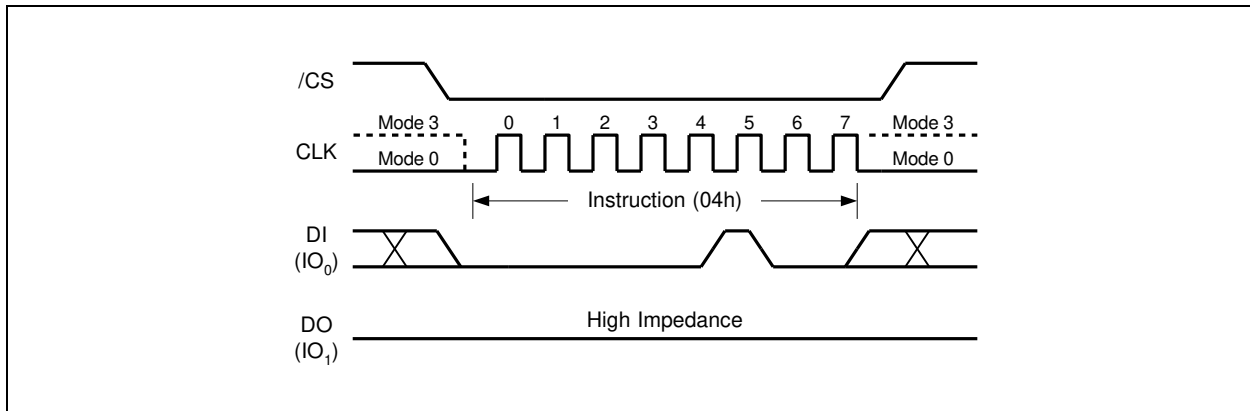 /CS
Mode 3 0 1 2 3 4 5 6 7 Mode 3
CLK
Mode 0 Mode 0
Instruction (04h)
DI
(IO0)
High Impedance
DO
(IO1)